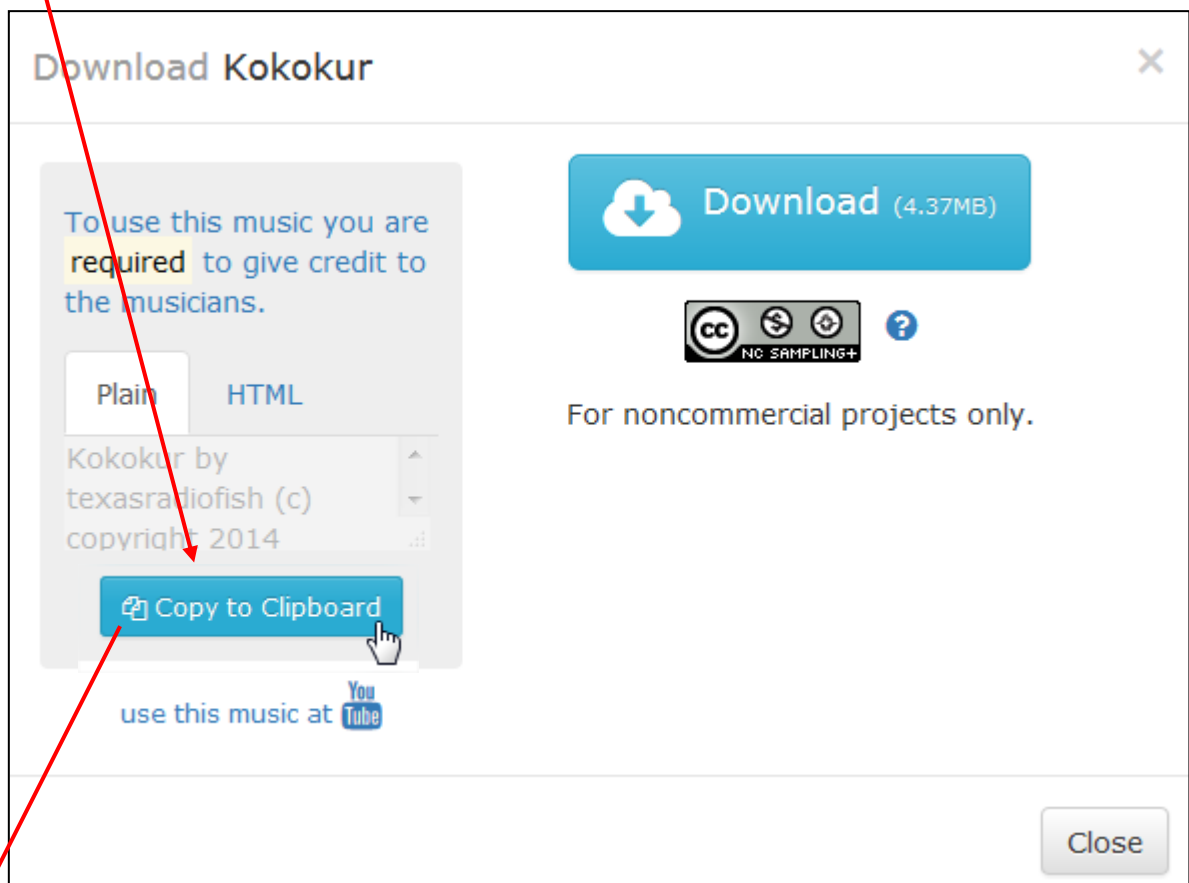 Download Kokokur
×
To use this music you are
required to give credit to
the musicians.
Plain HTML
Kokokur by
texasradiofish (c)
copyright 2014
Copy to Clipboard
use this music at You Tube
Download (4.37MB)
cc
NC SAMPLING+
?
For noncommercial projects only.
Close